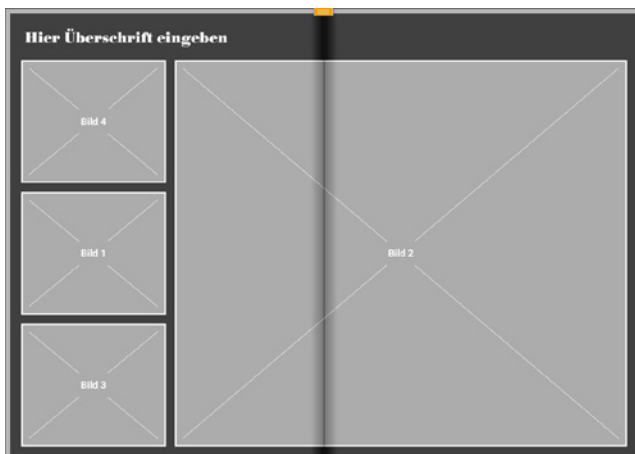 Hier Überschrift eingeben
Bild 4
Bild 1
Bild 2
Bild 3